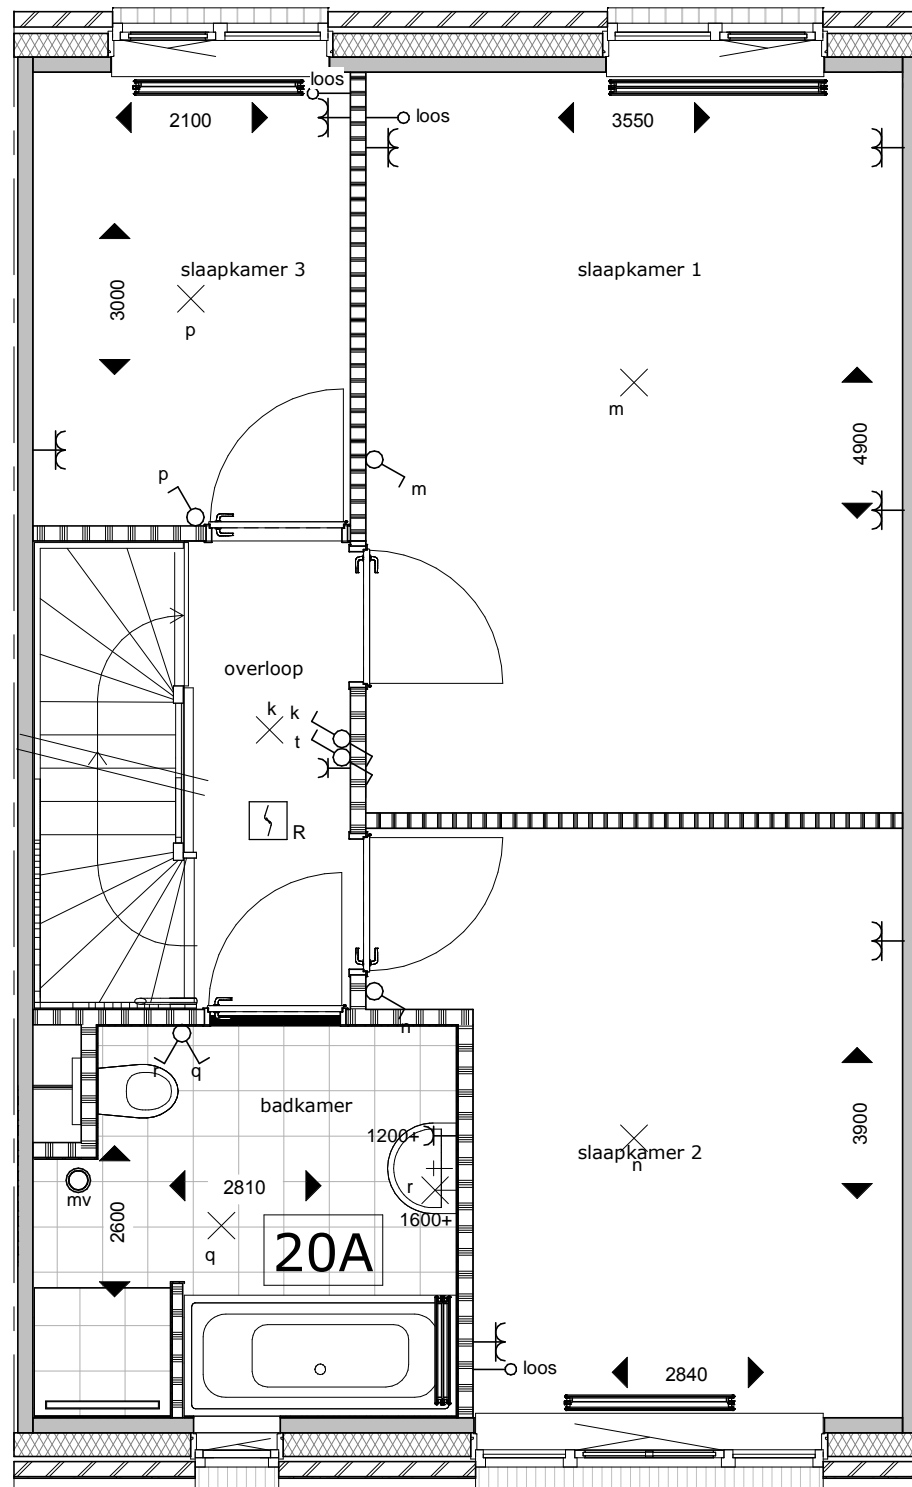 loos
2100
loos
3550
slaapkamer 3
slaapkamer 1
3000
p
m
4900
p
m
overloop
k k
t
R
n
r q
badkamer
1200+
3900
slaapkamer 2
n
mv
2600
2810
r
1600+
q
20A
loos
2840